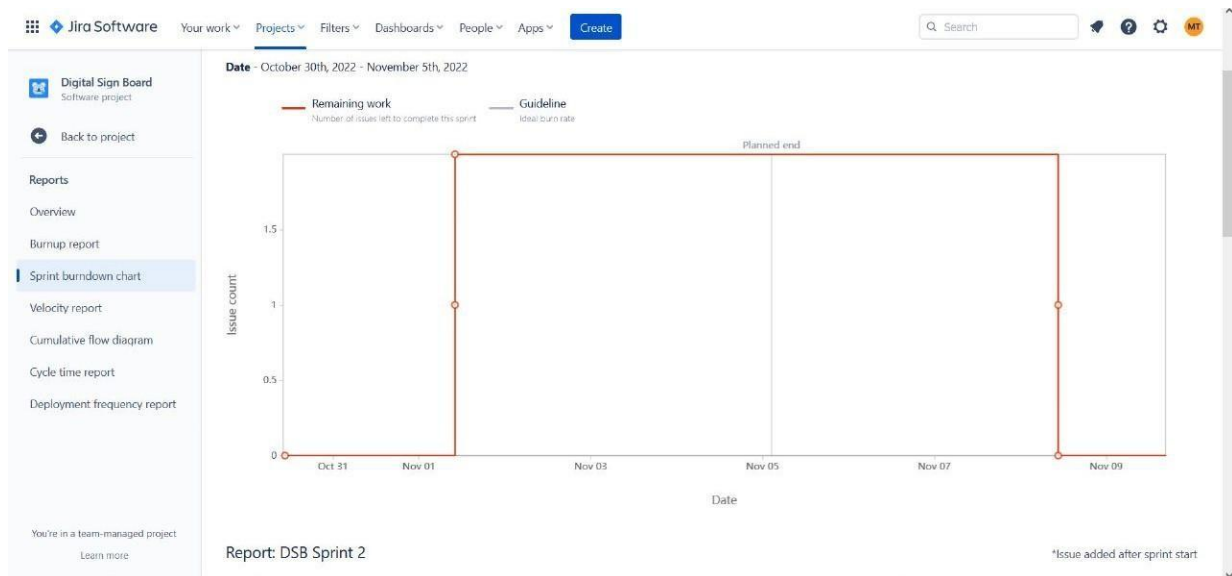 Jira Software Your work Projects Filters Dashboards People Apps Create Search MT
Digital Sign Board
Software project
Back to project
Reports
Overview
Burnup report
Sprint burndown chart
Velocity report
Cumulative flow diagram
Cycle time report
Deployment frequency report
You're in a team-managed project
Learn more
Date - October 30th, 2022 - November 5th, 2022
Remaining work
Number of issues left to complete this sprint
Guideline
Ideal burn rate
Planned end
1.5
1
0.5
0
Issue count
Oct 31 Nov 01 Nov 03 Nov 05 Nov 07 Nov 09
Date
Report: DSB Sprint 2
*Issue added after sprint start